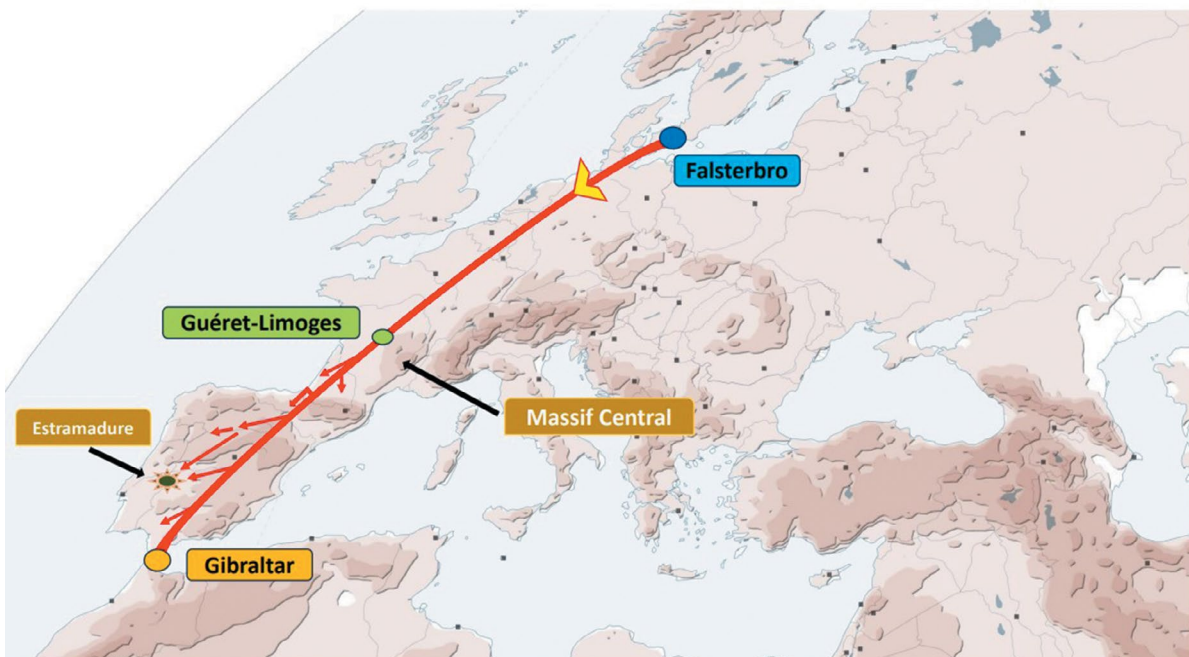 Falsterbro
Guéret-Limoges
Massif Central
Estramadure
Gibraltar